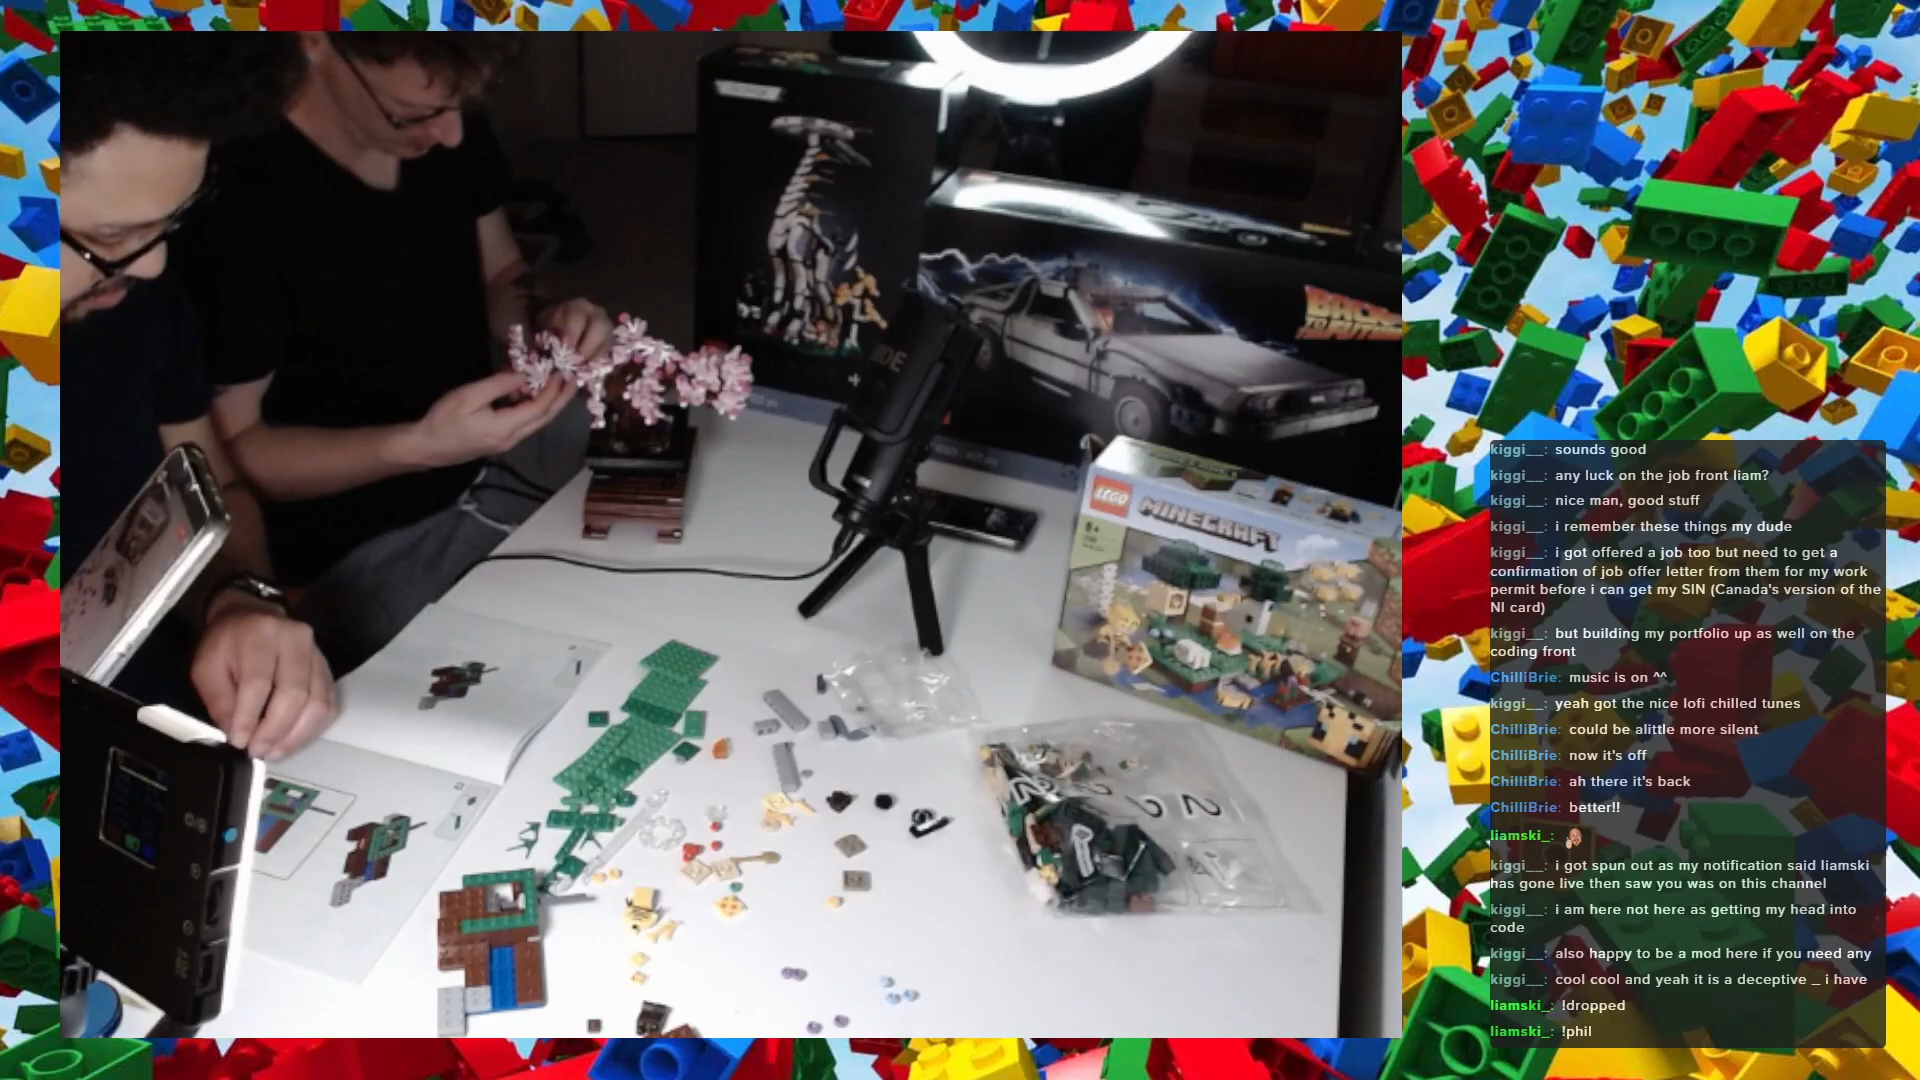 BACK
TO THE
FUTURE
LEGO
MINECRAFT
8+
2
2
2
kiggi__: sounds good
kiggi__: any luck on the job front liam?
kiggi__: nice man, good stuff
kiggi__: i remember these things my dude
kiggi__: i got offered a job too but need to get a
confirmation of job offer letter from them for my work
permit before i can get my SIN (Canada's version of the
NI card)
kiggi__: but building my portfolio up as well on the
coding front
ChilliBrie: music is on ^^
kiggi__: yeah got the nice lofi chilled tunes
ChilliBrie: could be alittle more silent
ChilliBrie: now it's off
ChilliBrie: ah there it's back
ChilliBrie: better!!
liamski_:
kiggi__: i got spun out as my notification said liamski
has gone live then saw you was on this channel
kiggi__: i am here not here as getting my head into
code
kiggi__: also happy to be a mod here if you need any
kiggi__: cool cool and yeah it is a deceptive _ i have
liamski_: !dropped
liamski_: !phil